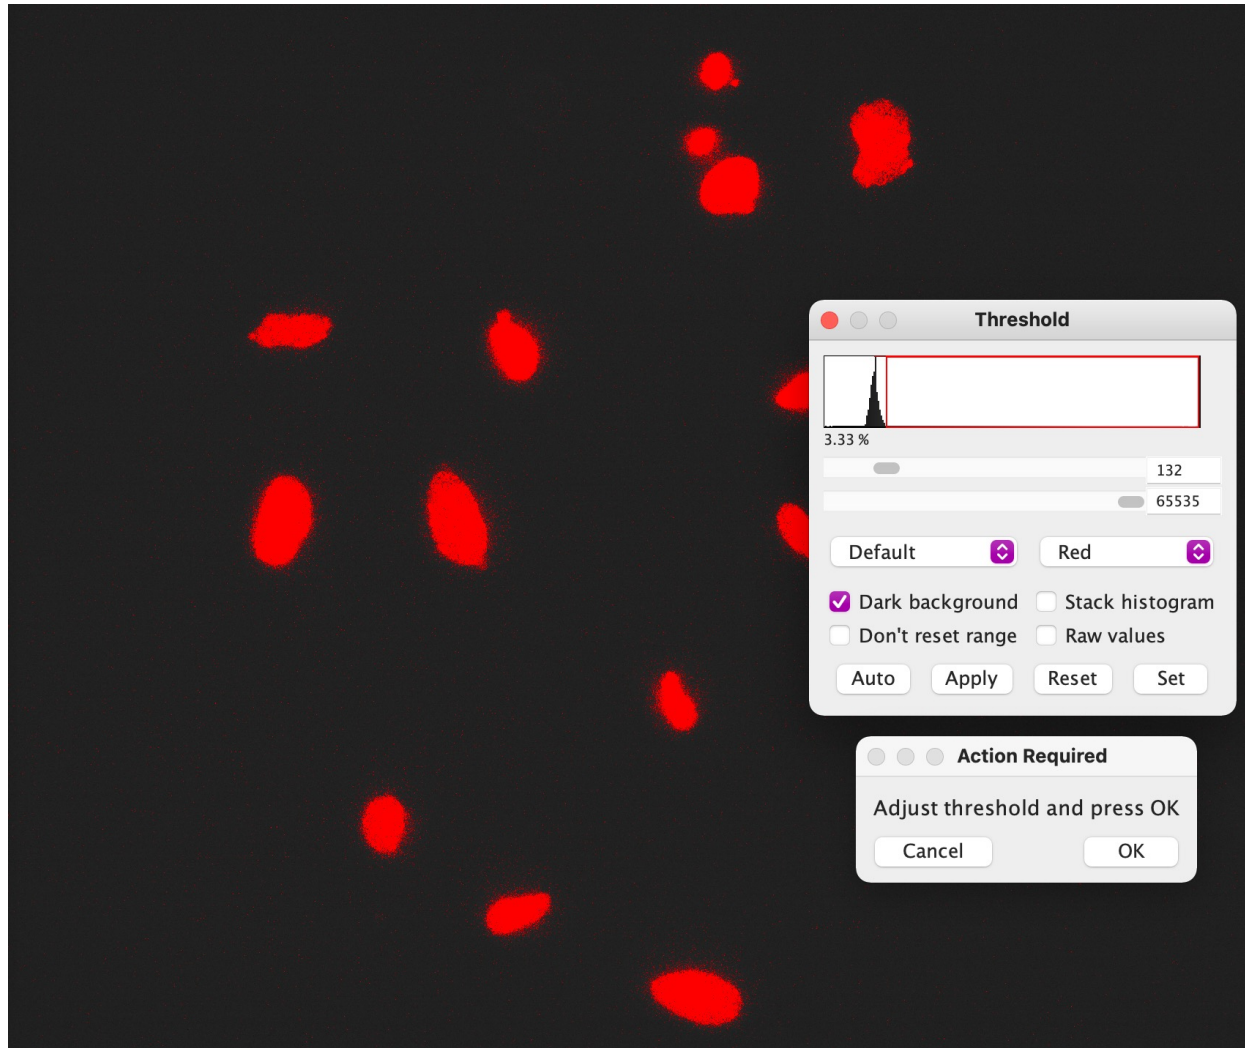 Threshold
3.33 %
132
65535
Default Red
Dark background Stack histogram
Don't reset range Raw values
Auto Apply Reset Set
Action Required
Adjust threshold and press OK
Cancel OK